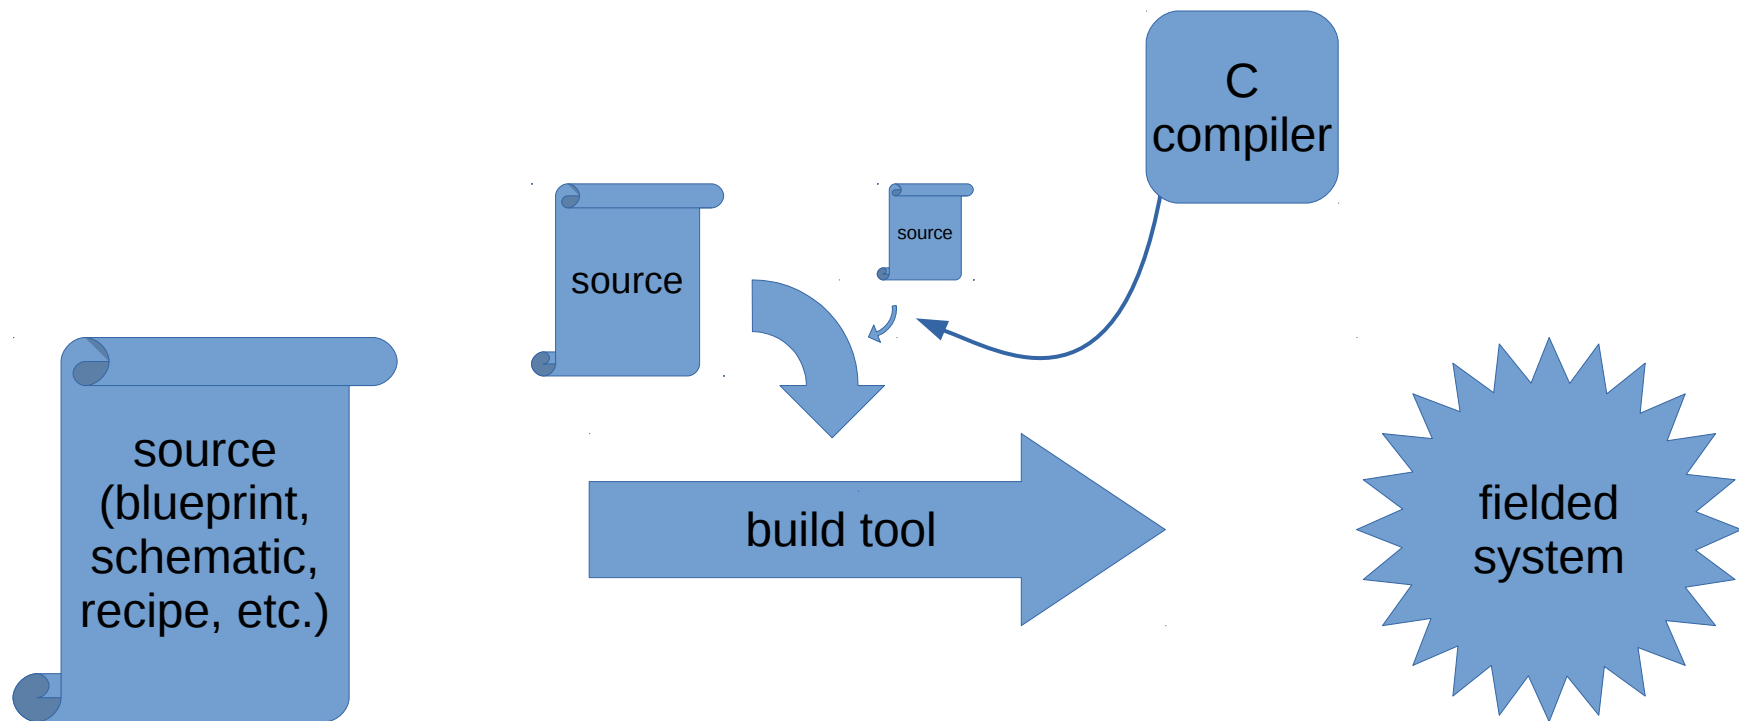 C
compiler
source
source
source
(blueprint,
schematic,
recipe, etc.)
build tool
fielded
system